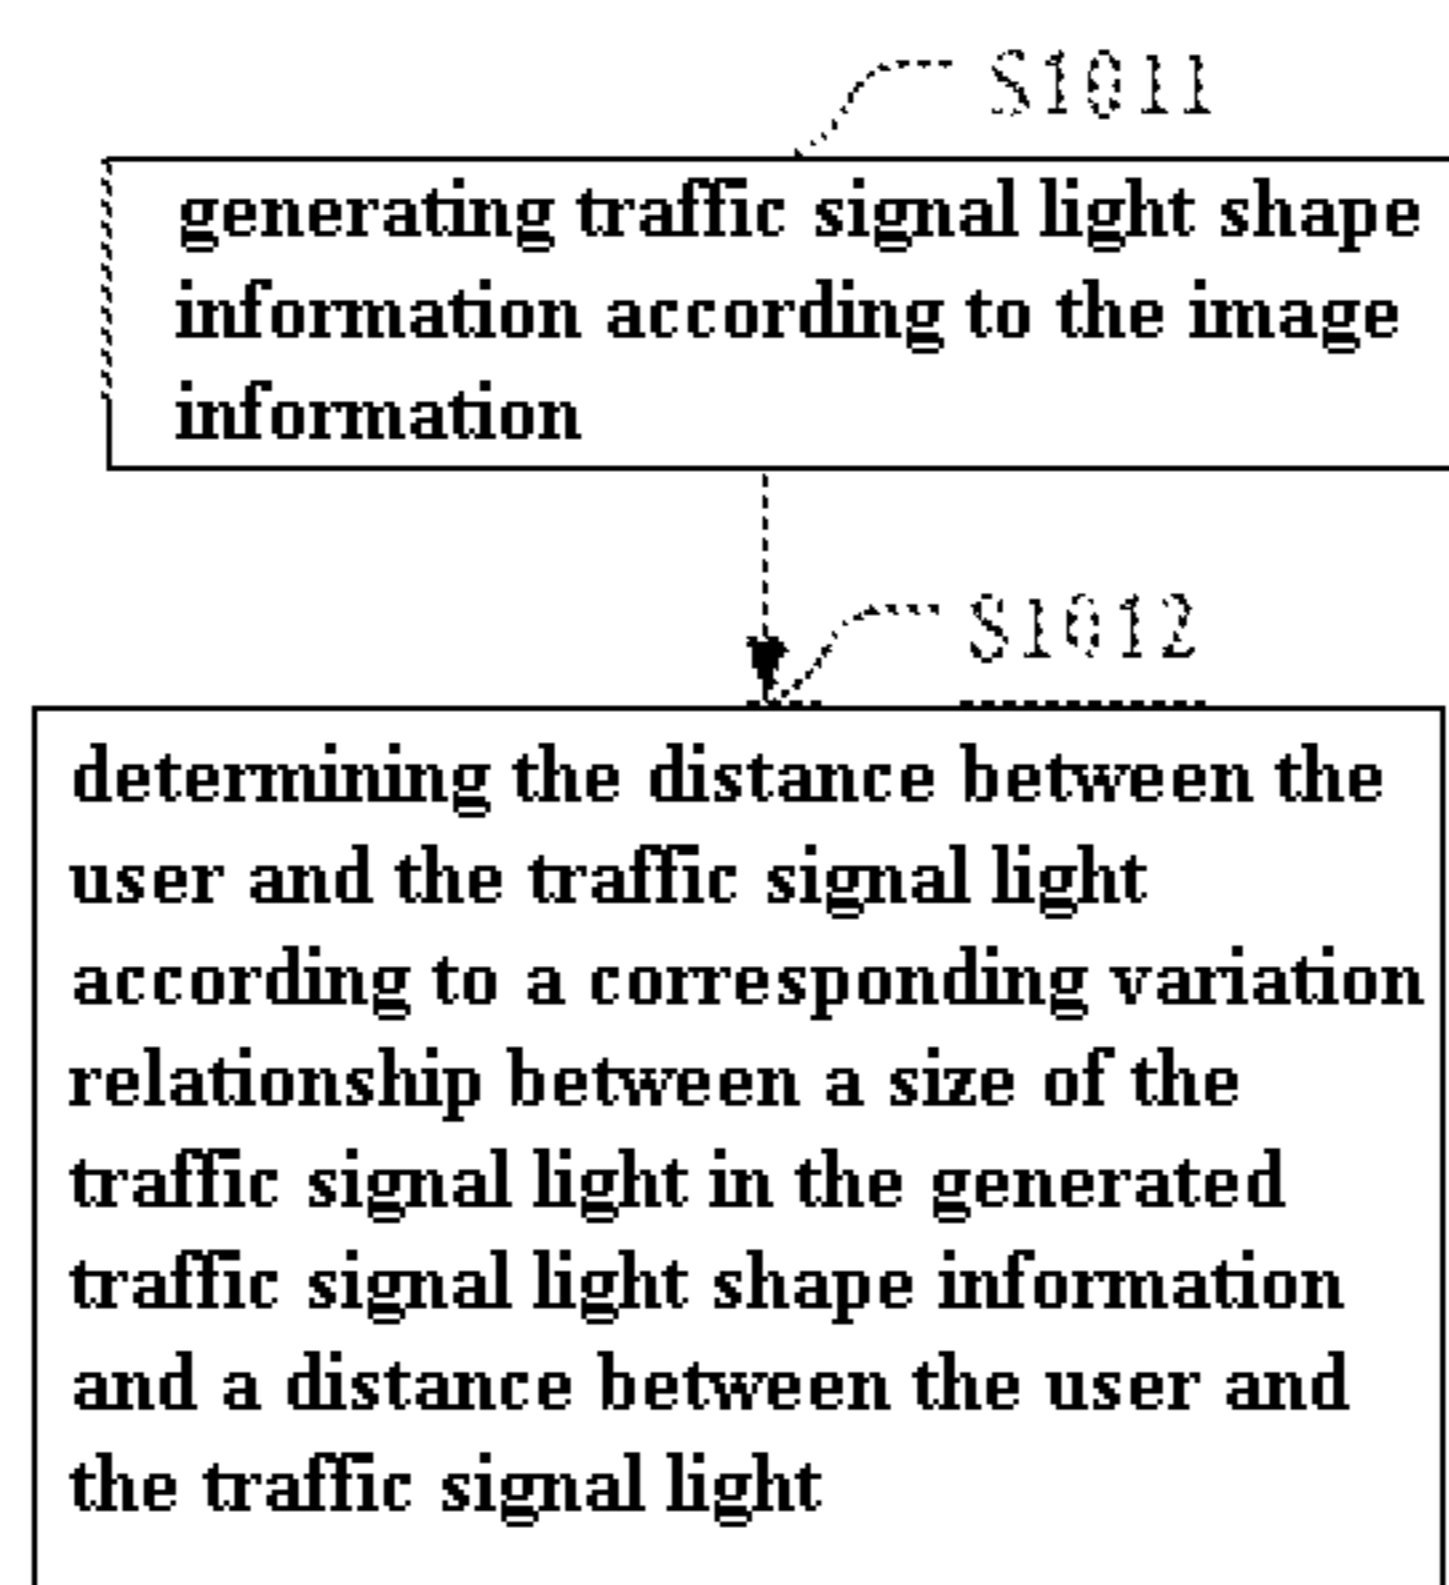 S1011
generating traffic signal light shape
information according to the image
information
S1012
determining the distance between the
user and the traffic signal light
according to a corresponding variation
relationship between a size of the
traffic signal light in the generated
traffic signal light shape information
and a distance between the user and
the traffic signal light